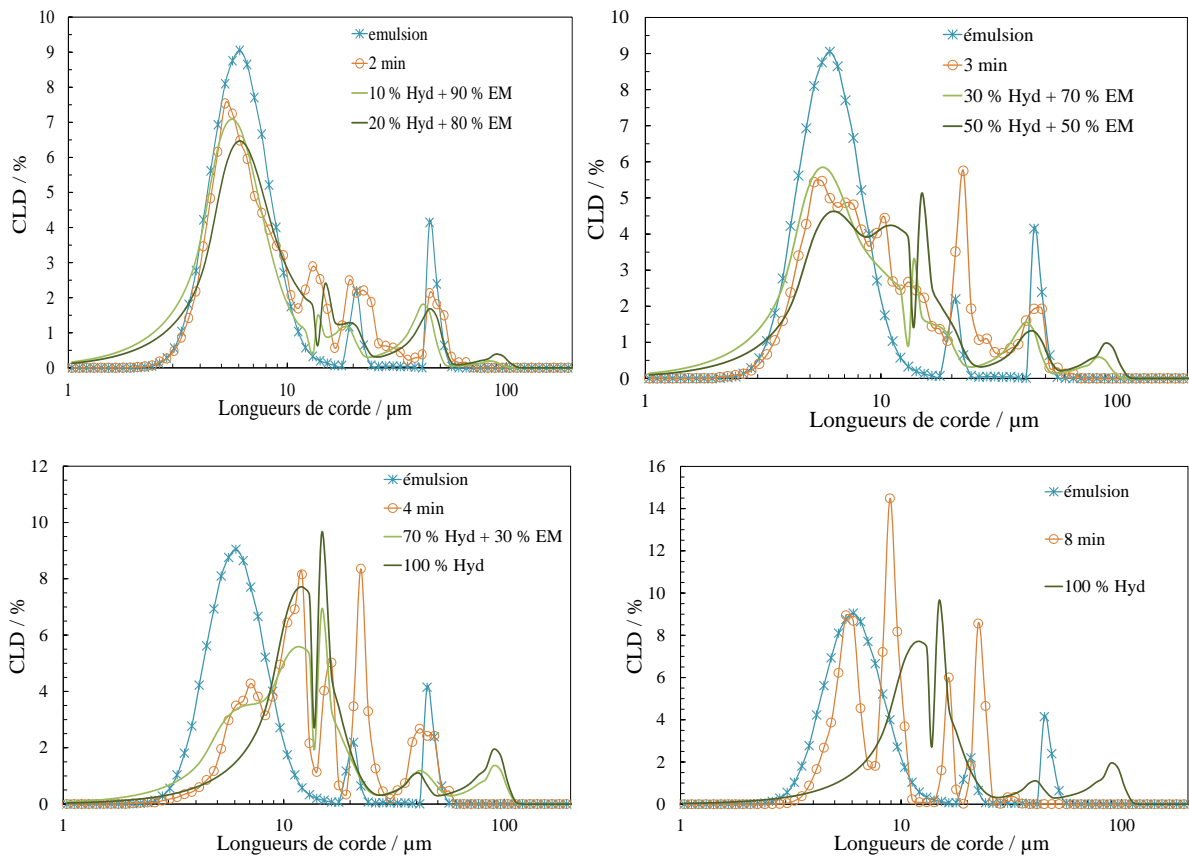 10
9
8
7
6
5
4
3
2
1
0
CLD / %
emulsion
2 min
10 % Hyd + 90 % EM
20 % Hyd + 80 % EM
1
10
100
Longueurs de corde / µm
10
9
8
7
6
5
4
3
2
1
0
CLD / %
émulsion
3 min
30 % Hyd + 70 % EM
50 % Hyd + 50 % EM
1
10
100
Longueurs de corde / µm
12
10
8
6
4
2
0
CLD / %
émulsion
4 min
70 % Hyd + 30 % EM
100 % Hyd
1
10
100
Longueurs de corde / µm
16
14
12
10
8
6
4
2
0
CLD / %
émulsion
8 min
100 % Hyd
1
10
100
Longueurs de corde / µm